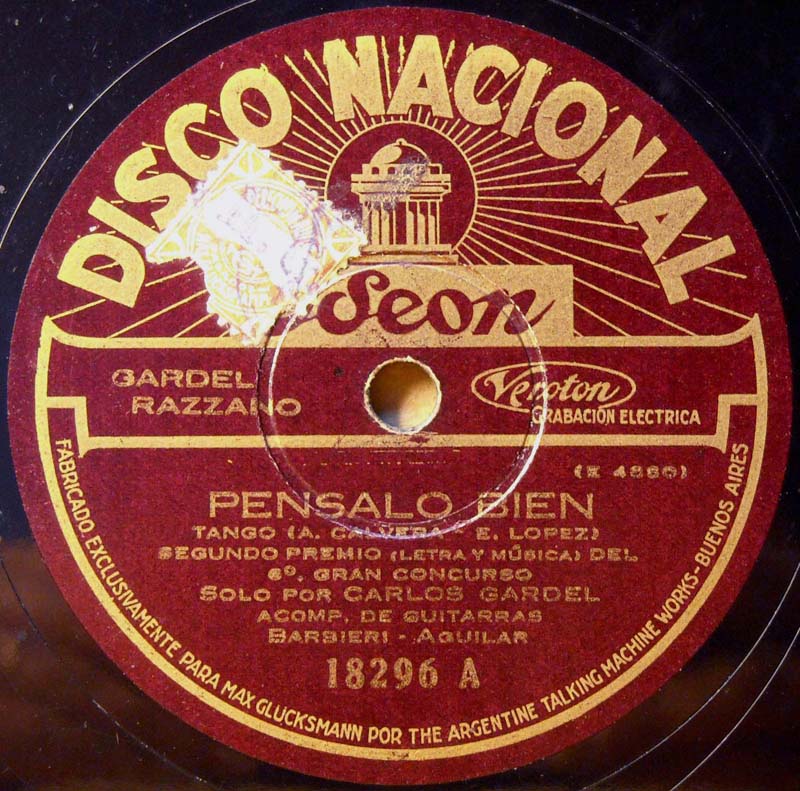 DISCO NACIONAL
Odeon
GARDEL
RAZZANO
Veroton
GRABACIÓN ELECTRICA
PENSALO BIEN
TANGO (A. CALVERA - E. LOPEZ)
SEGUNDO PREMIO (LETRA Y MÚSICA) DEL
6º. GRAN CONCURSO
SOLO POR CARLOS GARDEL
ACOMP. DE GUITARRAS
BARBIERI - AGUILAR
18296 A
FABRICADO EXCLUSIVAMENTE PARA MAX GLUCKSMANN POR THE ARGENTINE TALKING MACHINE WORKS - BUENOS AIRES